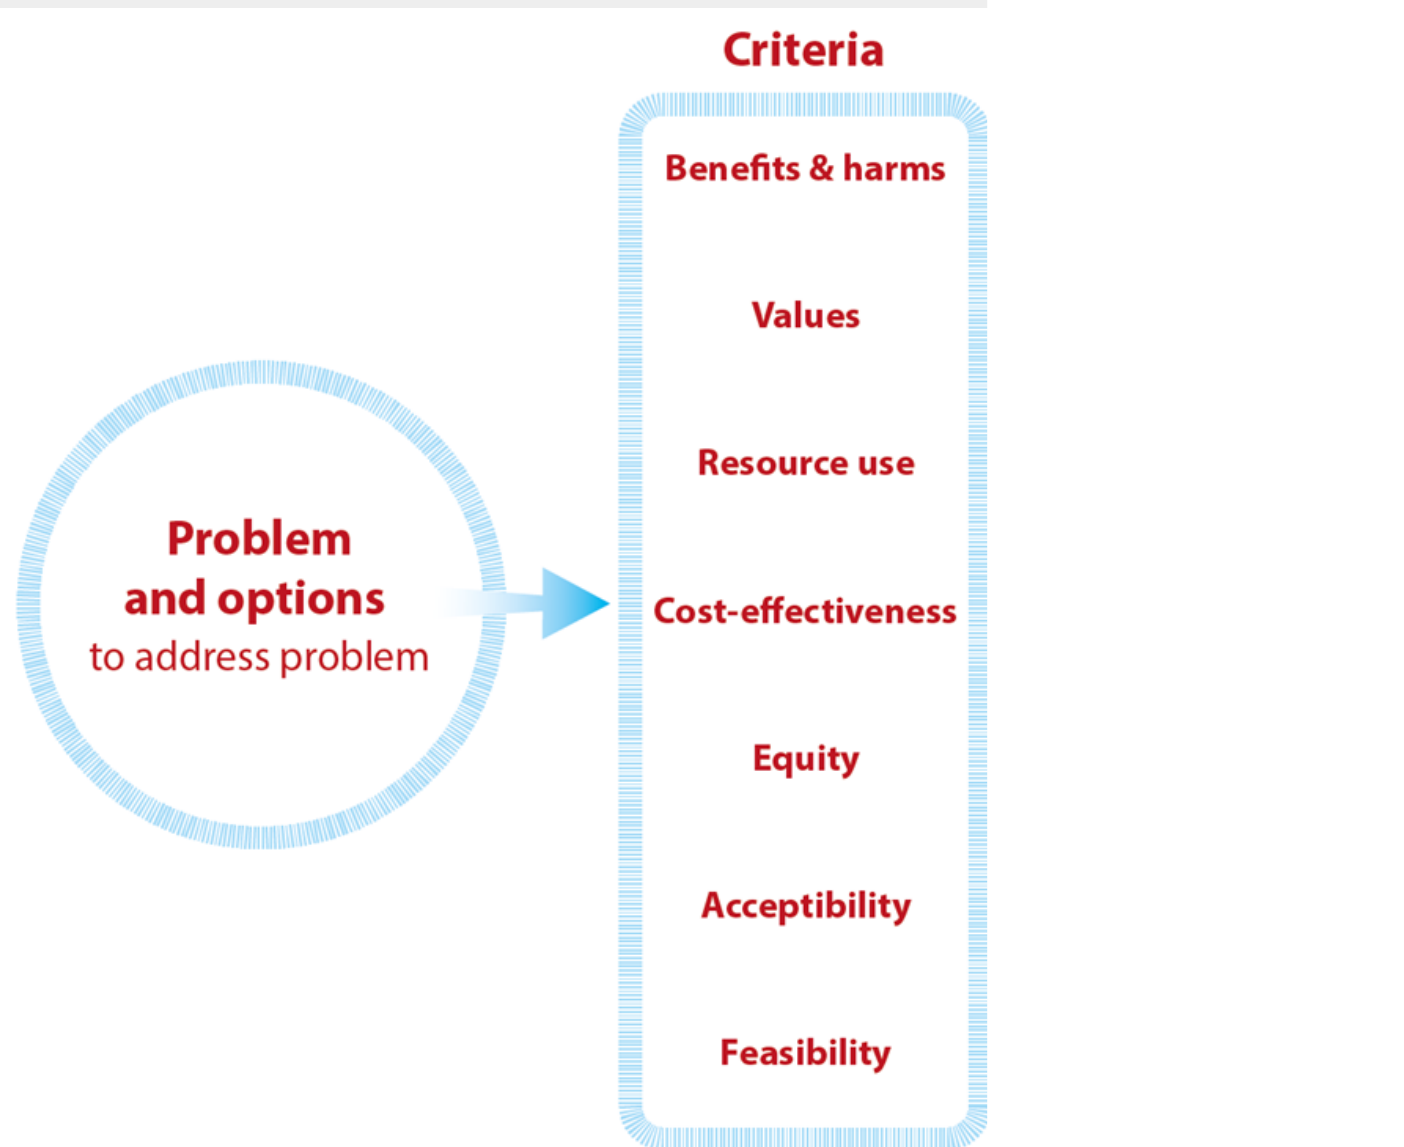 Criteria
Benefits & harms
Values
Resource use
Cost-effectiveness
Equity
Acceptibility
Feasibility
Problem
and options
to address problem